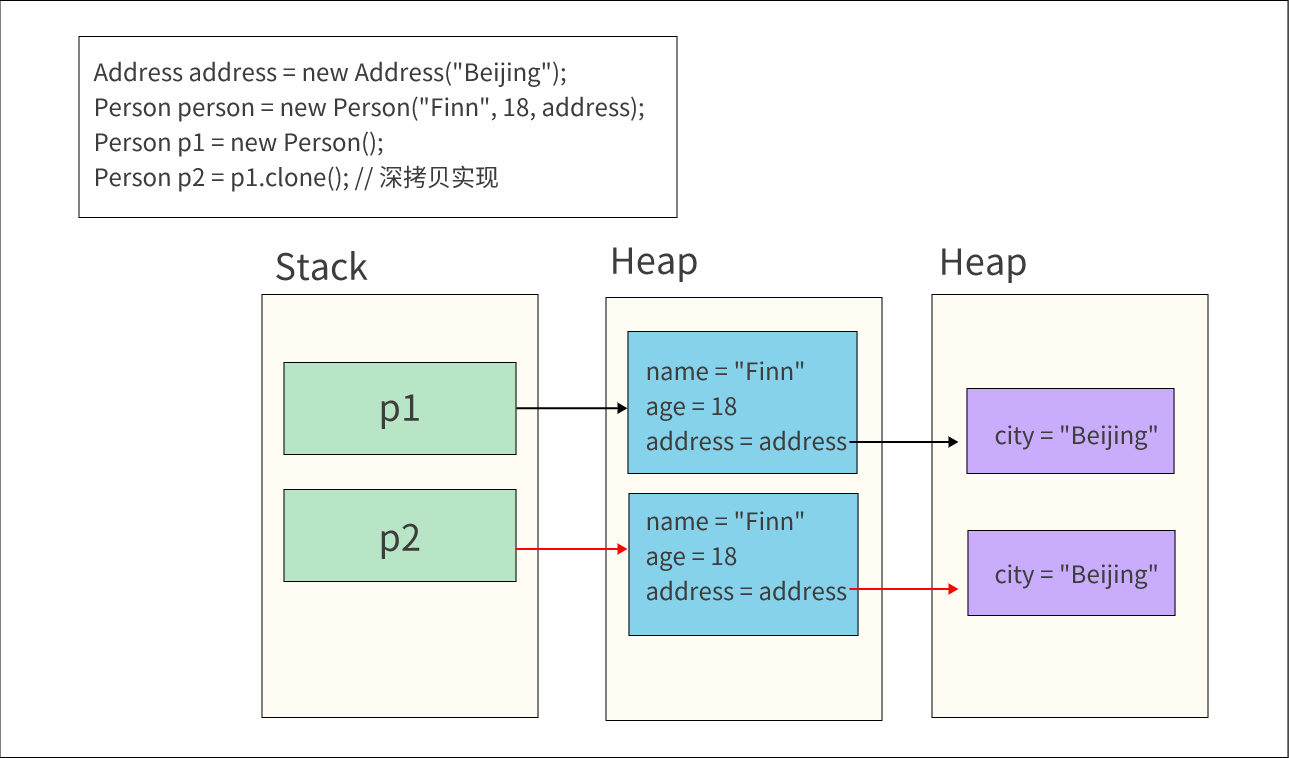 Address address = new Address("Beijing");
Person person = new Person("Finn", 18, address);
Person p1 = new Person();
Person p2 = p1.clone(); // 深拷贝实现
Stack
Heap
Heap
p1
name = "Finn"
age = 18
address = address
city = "Beijing"
p2
name = "Finn"
age = 18
address = address
city = "Beijing"